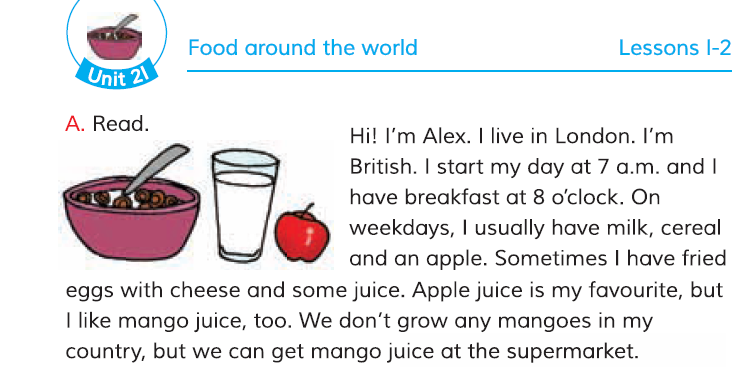 Food around the world
Lessons 1-2
Unit 21
A. Read.
Hi! I'm Alex. I live in London. I'm
British. I start my day at 7 a.m. and I
have breakfast at 8 o'clock. On
weekdays, I usually have milk, cereal
and an apple. Sometimes I have fried
eggs with cheese and some juice. Apple juice is my favourite, but
I like mango juice, too. We don't grow any mangoes in my
country, but we can get mango juice at the supermarket.